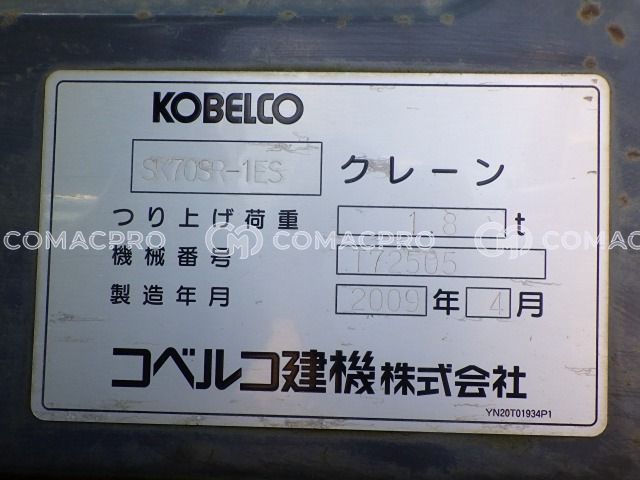 KOBELCO
SK70SR-1ES クレーン
つり上げ荷重 1.8 t
COMACPRO COMACPRO COMACPRO
機械番号 T72505
製造年月 2009 年 4 月
コベルコ建機株式会社
YN20T01934P1